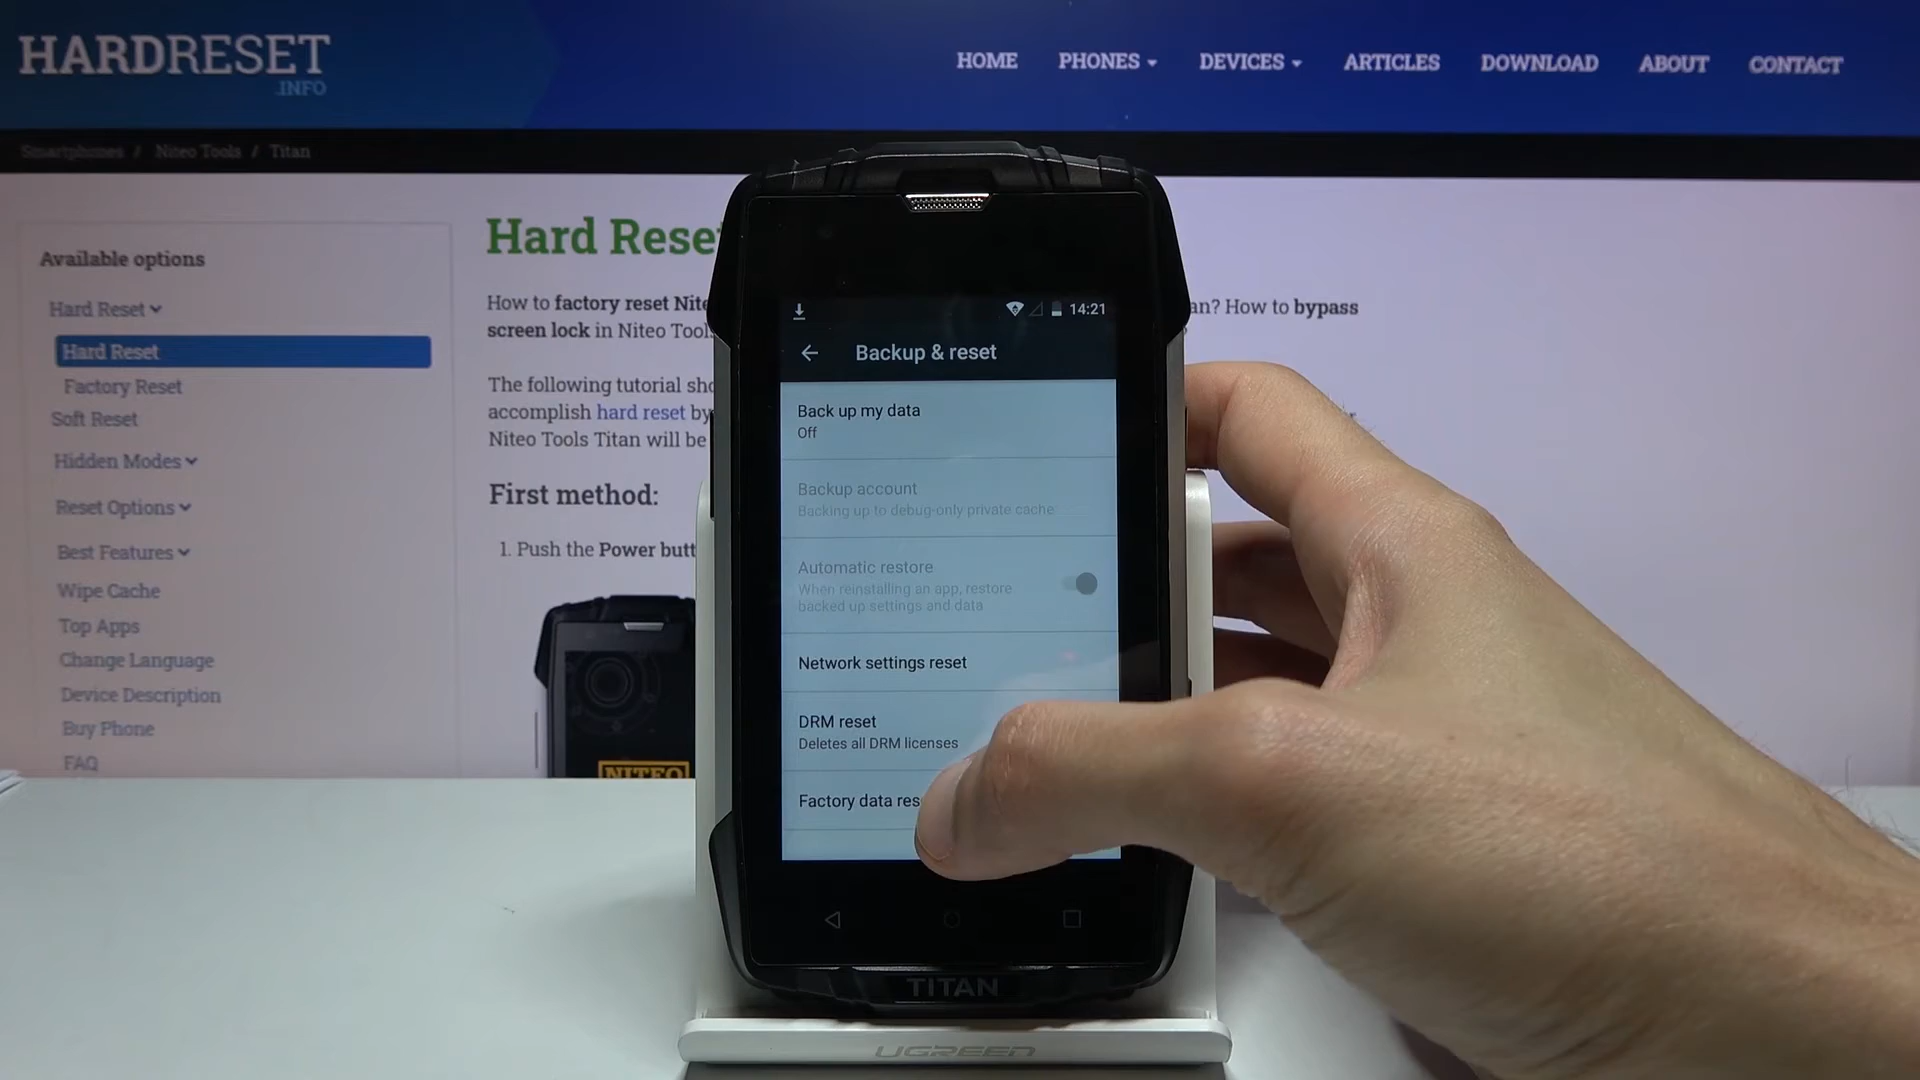 HARDRESET
.INFO
HOME PHONES DEVICES ARTICLES DOWNLOAD ABOUT CONTACT
Smartphones / Niteo Tools / Titan
Available options
Hard Reset
Hard Reset
Factory Reset
Soft Reset
Hidden Modes
Reset Options
Best Features
Wipe Cache
Top Apps
Change Language
Device Description
Buy Phone
FAQ
Hard Rese
How to factory reset Nite an? How to bypass
screen lock in Niteo Tool
The following tutorial sho
accomplish hard reset by
Niteo Tools Titan will be
First method:
1. Push the Power butt
NITEO
14:21
Backup & reset
Back up my data
Off
Backup account
Backing up to debug-only private cache
Automatic restore
When reinstalling an app, restore
backed up settings and data
Network settings reset
DRM reset
Deletes all DRM licenses
Factory data res
TITAN
UGREEN